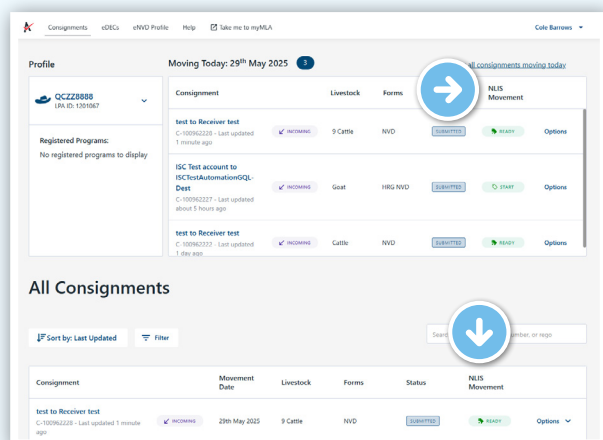 Consignments eDECs eNVD Profile Help Take me to myMLA Cole Barrows
Profile
Moving Today: 29th May 2025 3
all consignments moving today
QCZZ8888
LPA ID: 1201067
Registered Programs:
No registered programs to display
Consignment Livestock Forms NLIS
Movement
test to Receiver test
C-100962228 - Last updated
1 minute ago
INCOMING 9 Cattle NVD SUBMITTED READY Options
ISC Test account to
ISCTestAutomationGQL-
Dest
C-100962227 - Last updated
about 5 hours ago
INCOMING Goat HRG NVD SUBMITTED START Options
test to Receiver test
C-100962222 - Last updated
1 day ago
INCOMING Cattle NVD SUBMITTED READY Options
All Consignments
Sort by: Last Updated Filter
Sear umber, or rego
Consignment Movement
Date Livestock Forms Status NLIS
Movement
test to Receiver test
C-100962228 - Last updated 1 minute
ago
INCOMING 29th May 2025 9 Cattle NVD SUBMITTED READY Options